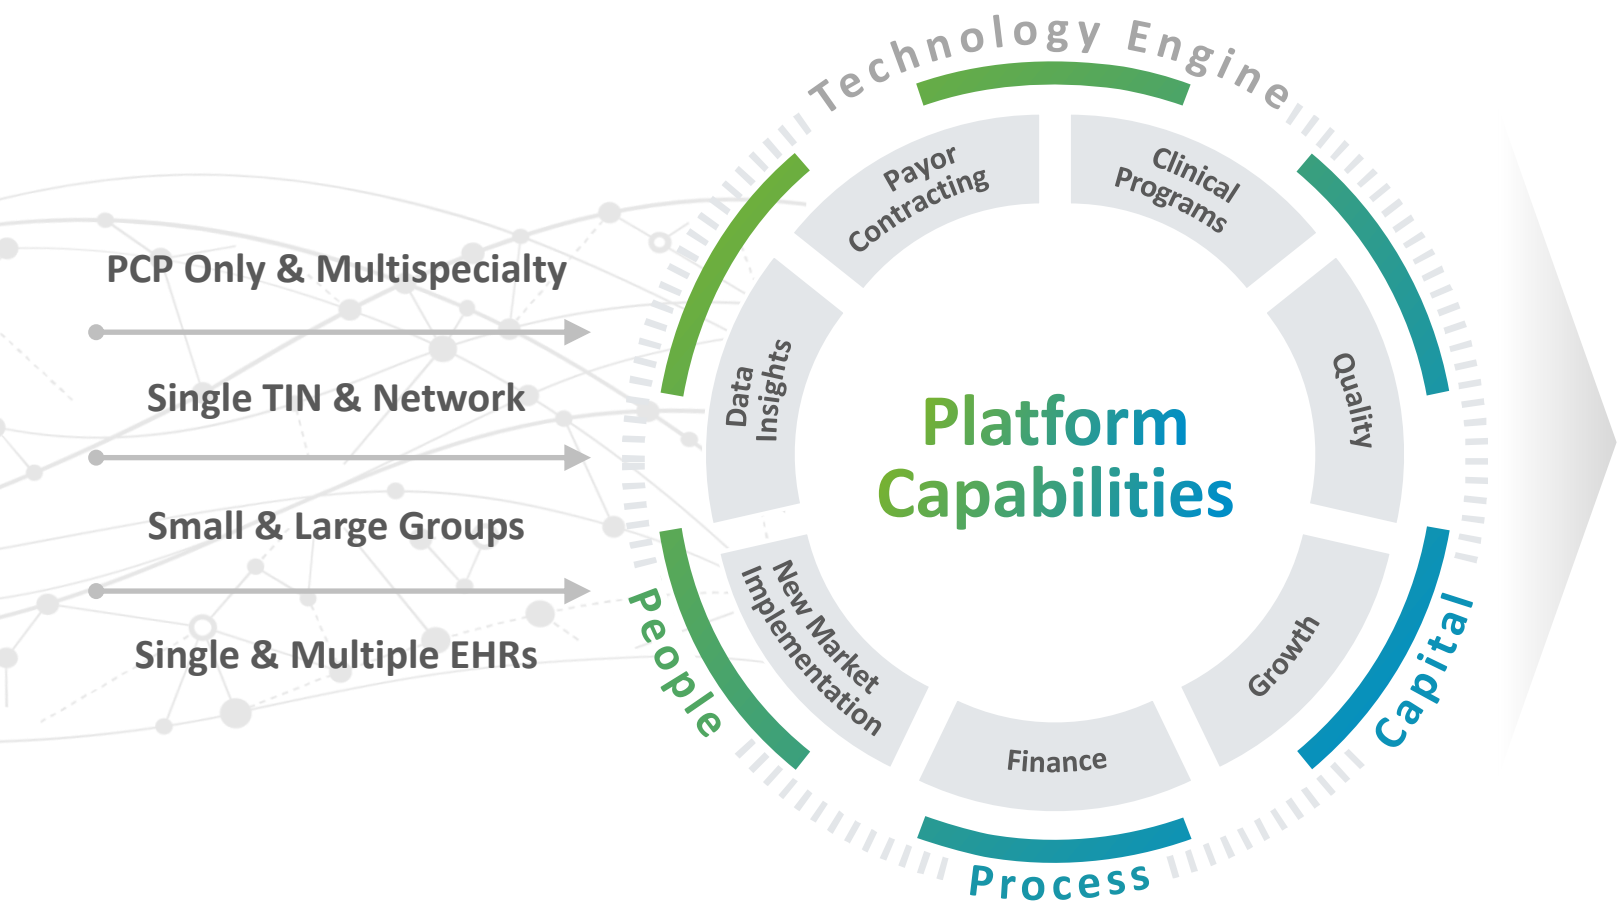 PCP Only & Multispecialty
Single TIN & Network
Small & Large Groups
Single & Multiple EHRs
Technology Engine
Payor
Contracting
Clinical
Programs
Data
Insights
Quality
Platform
Capabilities
New Market
Implementation
Growth
Finance
People
Capital
Process